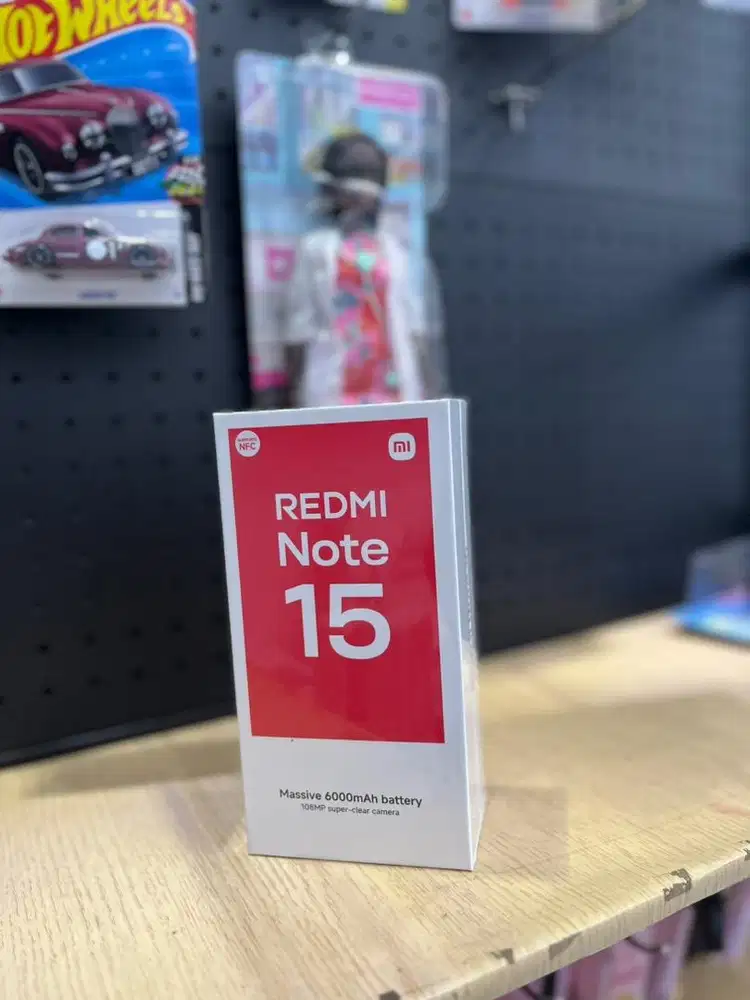 Hot Wheels
NFC
mi
REDMI
Note
15
Massive 6000mAh battery
108MP super-clear camera